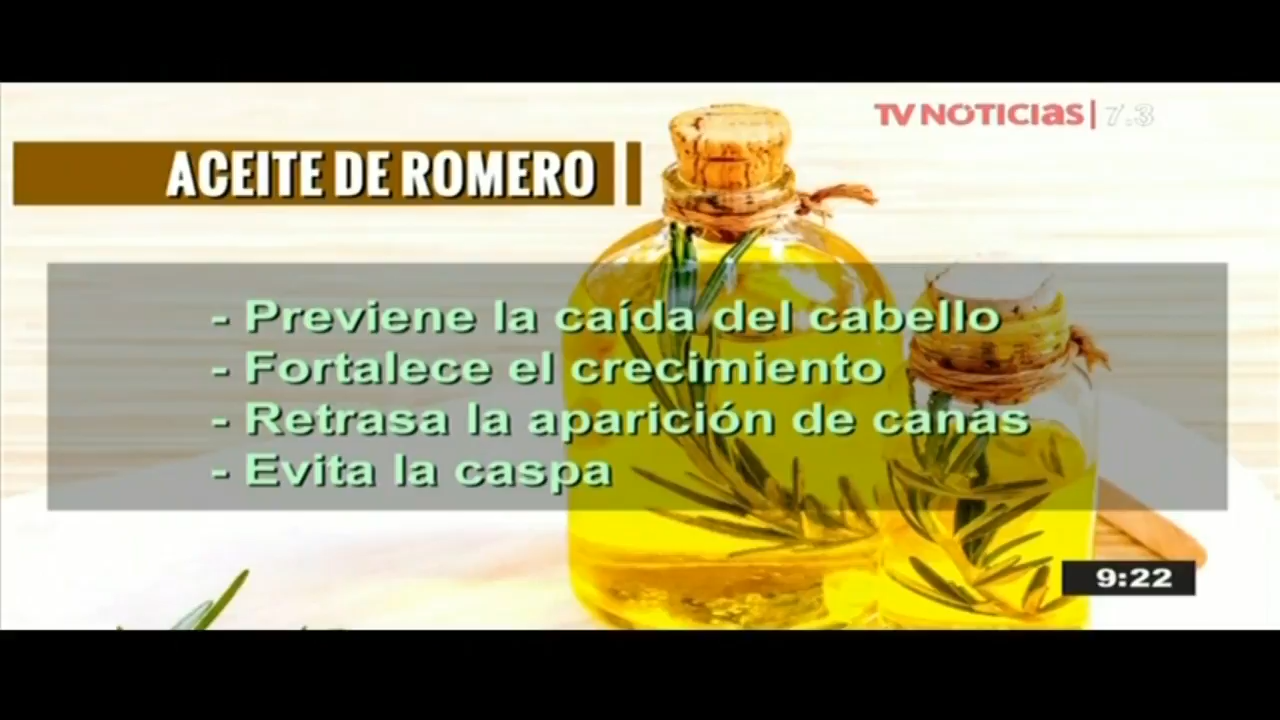 TV NOTICIAS| 7.3
ACEITE DE ROMERO
- Previene la caída del cabello
- Fortalece el crecimiento
- Retrasa la aparición de canas
- Evita la caspa
9:22